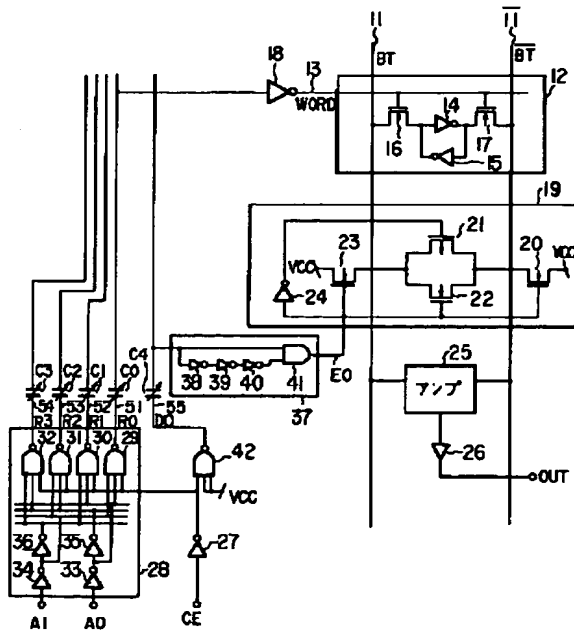 11
11
BT
BT
18
13
WORD
12
14
16
17
15
19
21
23
20
VCC
VCC
24
22
C3
C2
C1
C0
C4
54
53
52
51
55
R3
R2
R1
R0
D0
38
39
40
41
E0
37
25
アンプ
26
OUT
32
31
30
29
42
VCC
36
35
28
27
34
33
A1
A0
CE